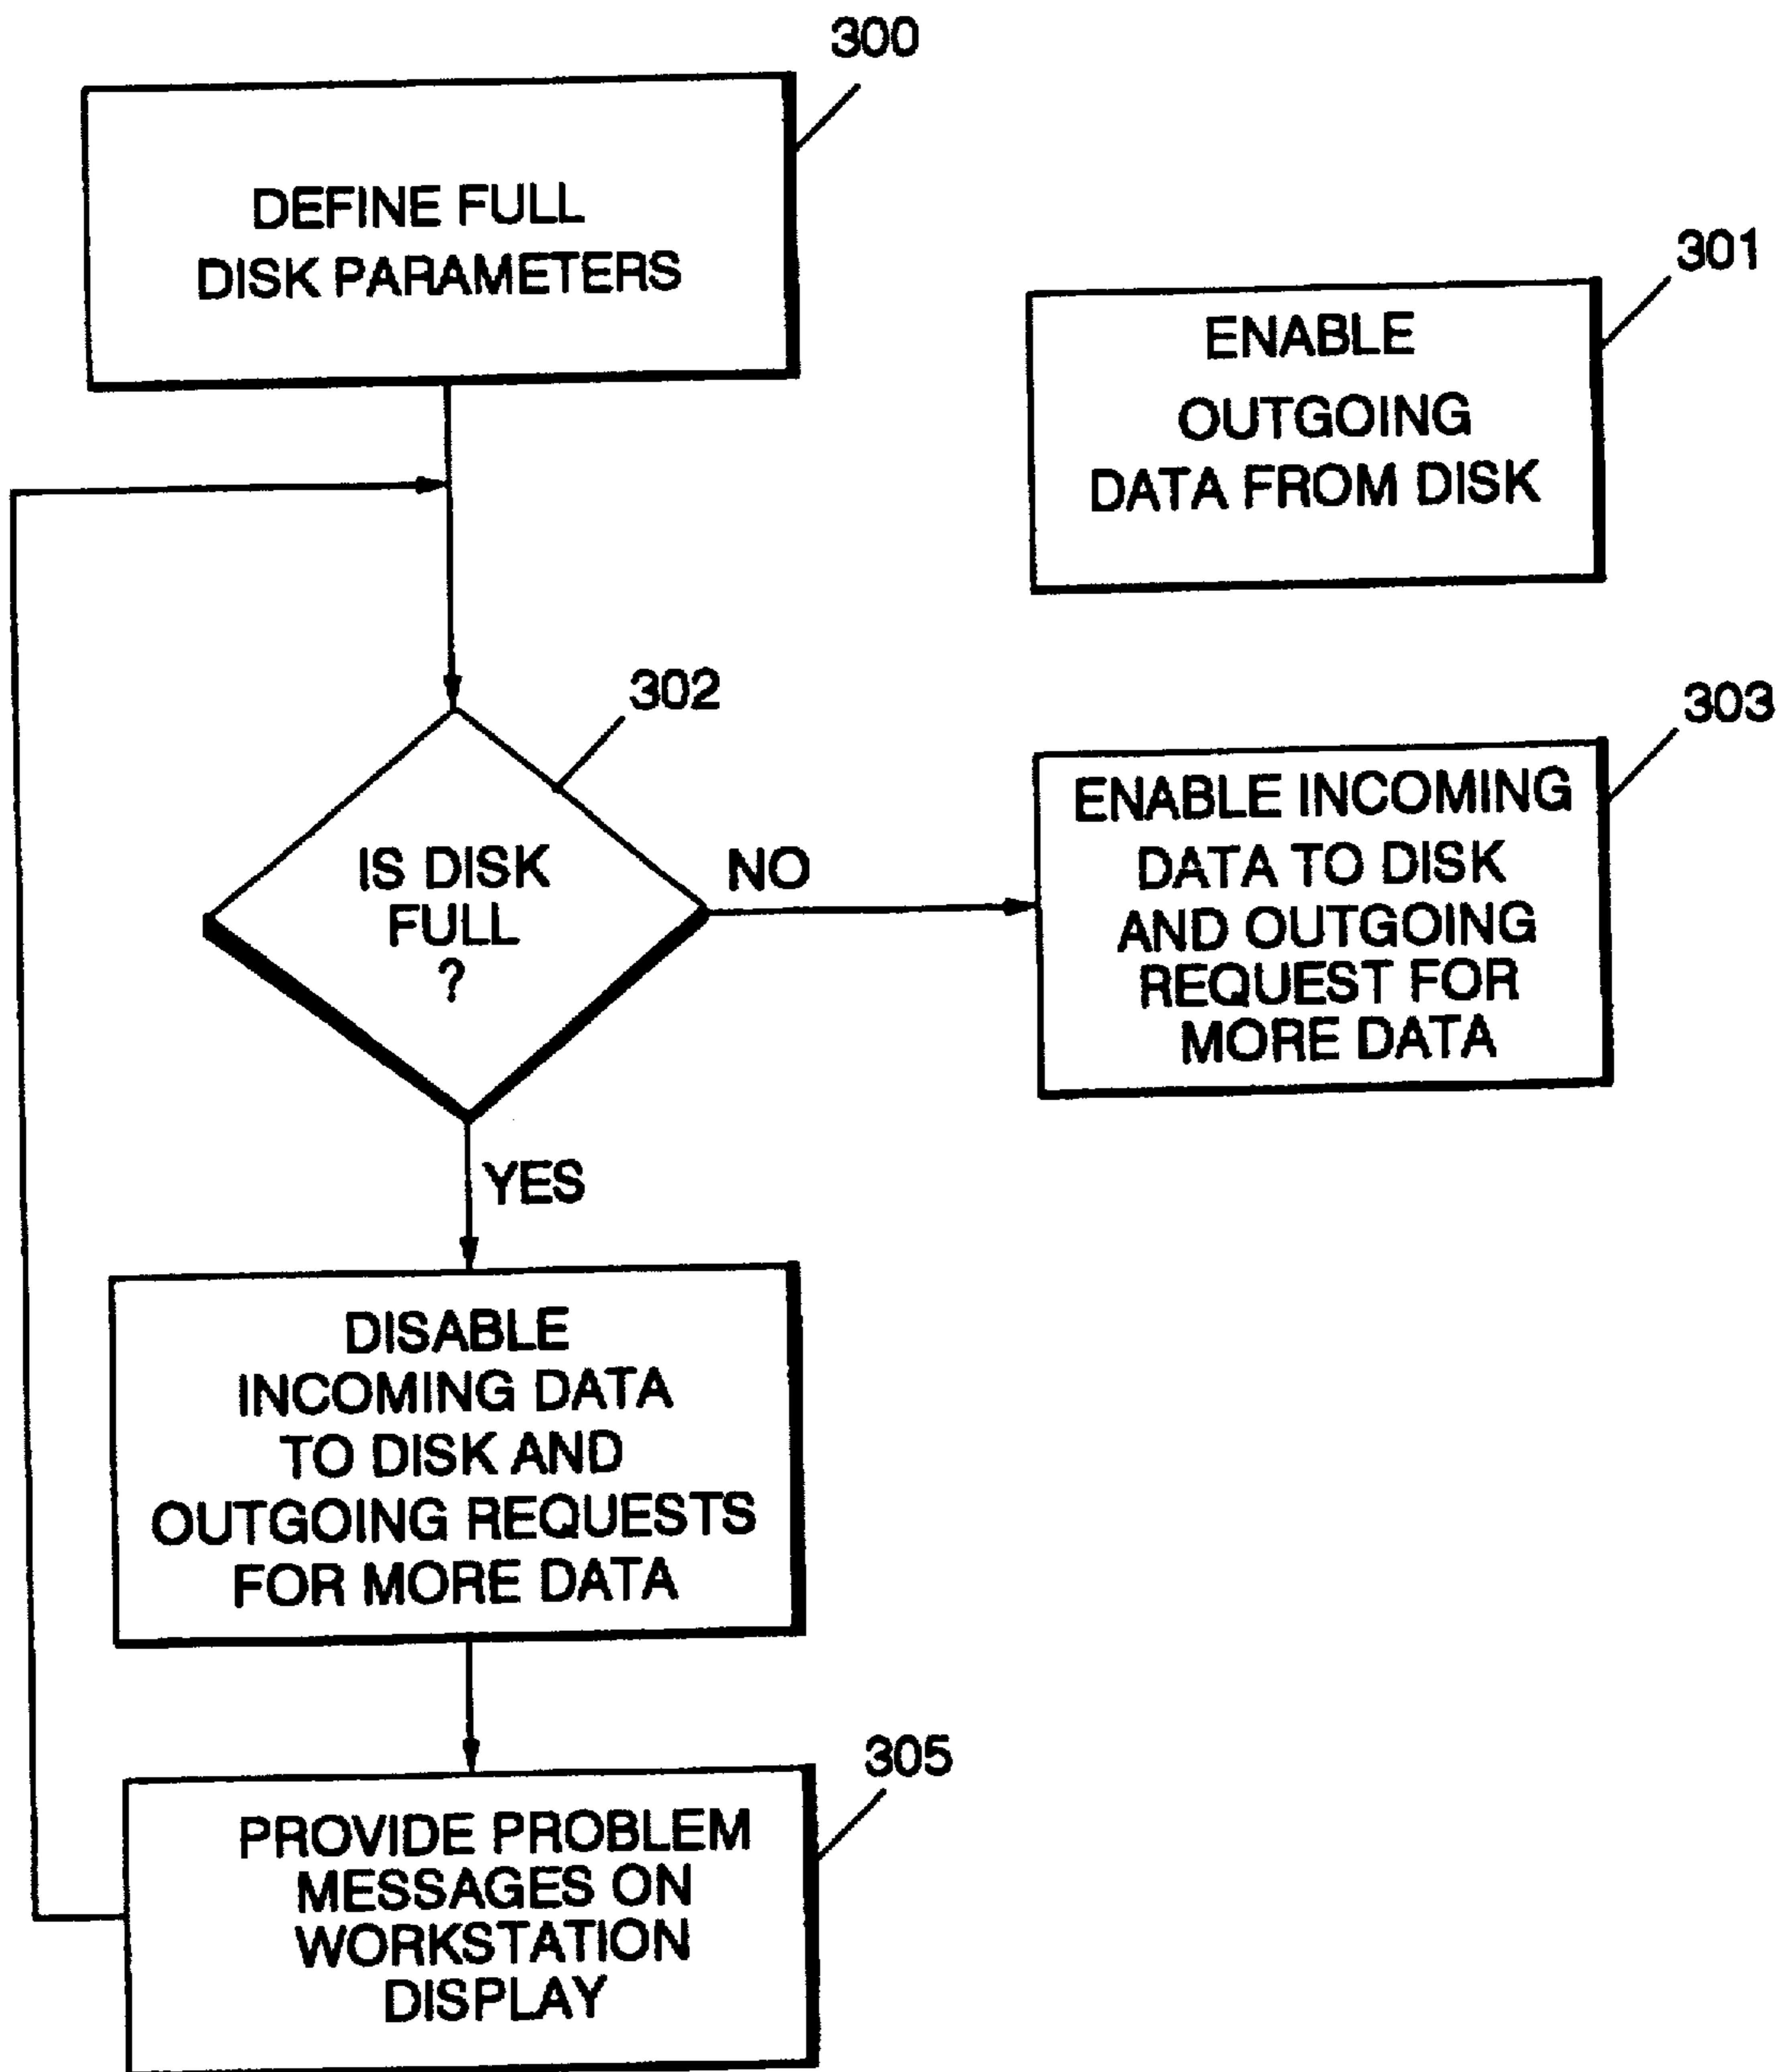 300
DEFINE FULL
DISK PARAMETERS
301
ENABLE
OUTGOING
DATA FROM DISK
302
IS DISK
FULL
?
NO
303
ENABLE INCOMING
DATA TO DISK
AND OUTGOING
REQUEST FOR
MORE DATA
YES
DISABLE
INCOMING DATA
TO DISK AND
OUTGOING REQUESTS
FOR MORE DATA
305
PROVIDE PROBLEM
MESSAGES ON
WORKSTATION
DISPLAY